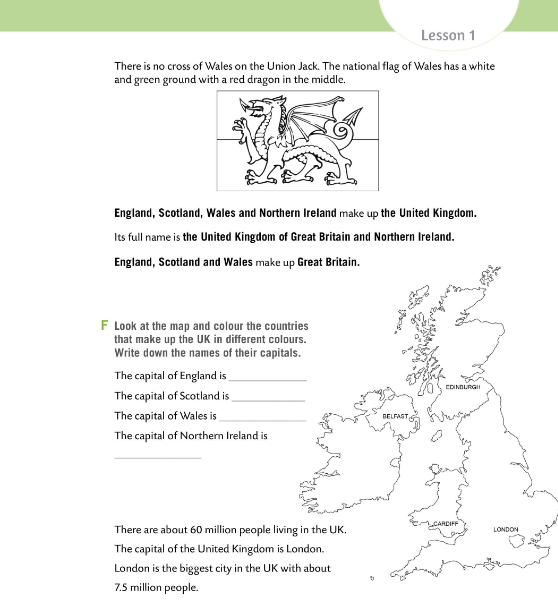 Lesson 1
There is no cross of Wales on the Union Jack. The national flag of Wales has a white
and green ground with a red dragon in the middle.
England, Scotland, Wales and Northern Ireland make up the United Kingdom.
Its full name is the United Kingdom of Great Britain and Northern Ireland.
England, Scotland and Wales make up Great Britain.
F Look at the map and colour the countries
that make up the UK in different colours.
Write down the names of their capitals.
The capital of England is ______________
The capital of Scotland is _____________
The capital of Wales is ________________
The capital of Northern Ireland is
________________
EDINBURGH
BELFAST
CARDIFF
LONDON
There are about 60 million people living in the UK.
The capital of the United Kingdom is London.
London is the biggest city in the UK with about
7.5 million people.